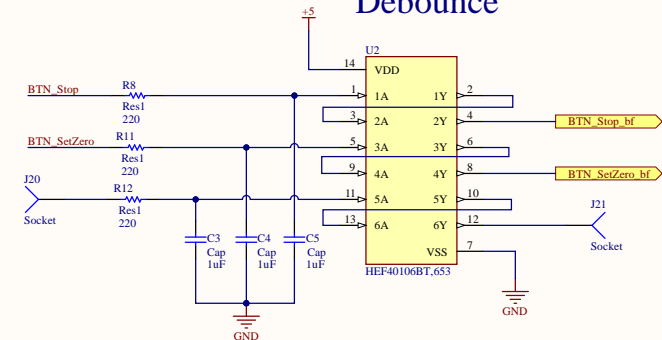 Debounce
+5
U2
14
VDD
BTN_Stop
R8
Res1
220
1
1A
1Y
2
3
2A
2Y
4
BTN_Stop_bf
BTN_SetZero
R11
Res1
220
5
3A
3Y
6
9
4A
4Y
8
BTN_SetZero_bf
J20
Socket
R12
Res1
220
11
5A
5Y
10
13
6A
6Y
12
J21
Socket
C3
Cap
1uF
C4
Cap
1uF
C5
Cap
1uF
VSS
7
HEF40106BT,653
GND
GND